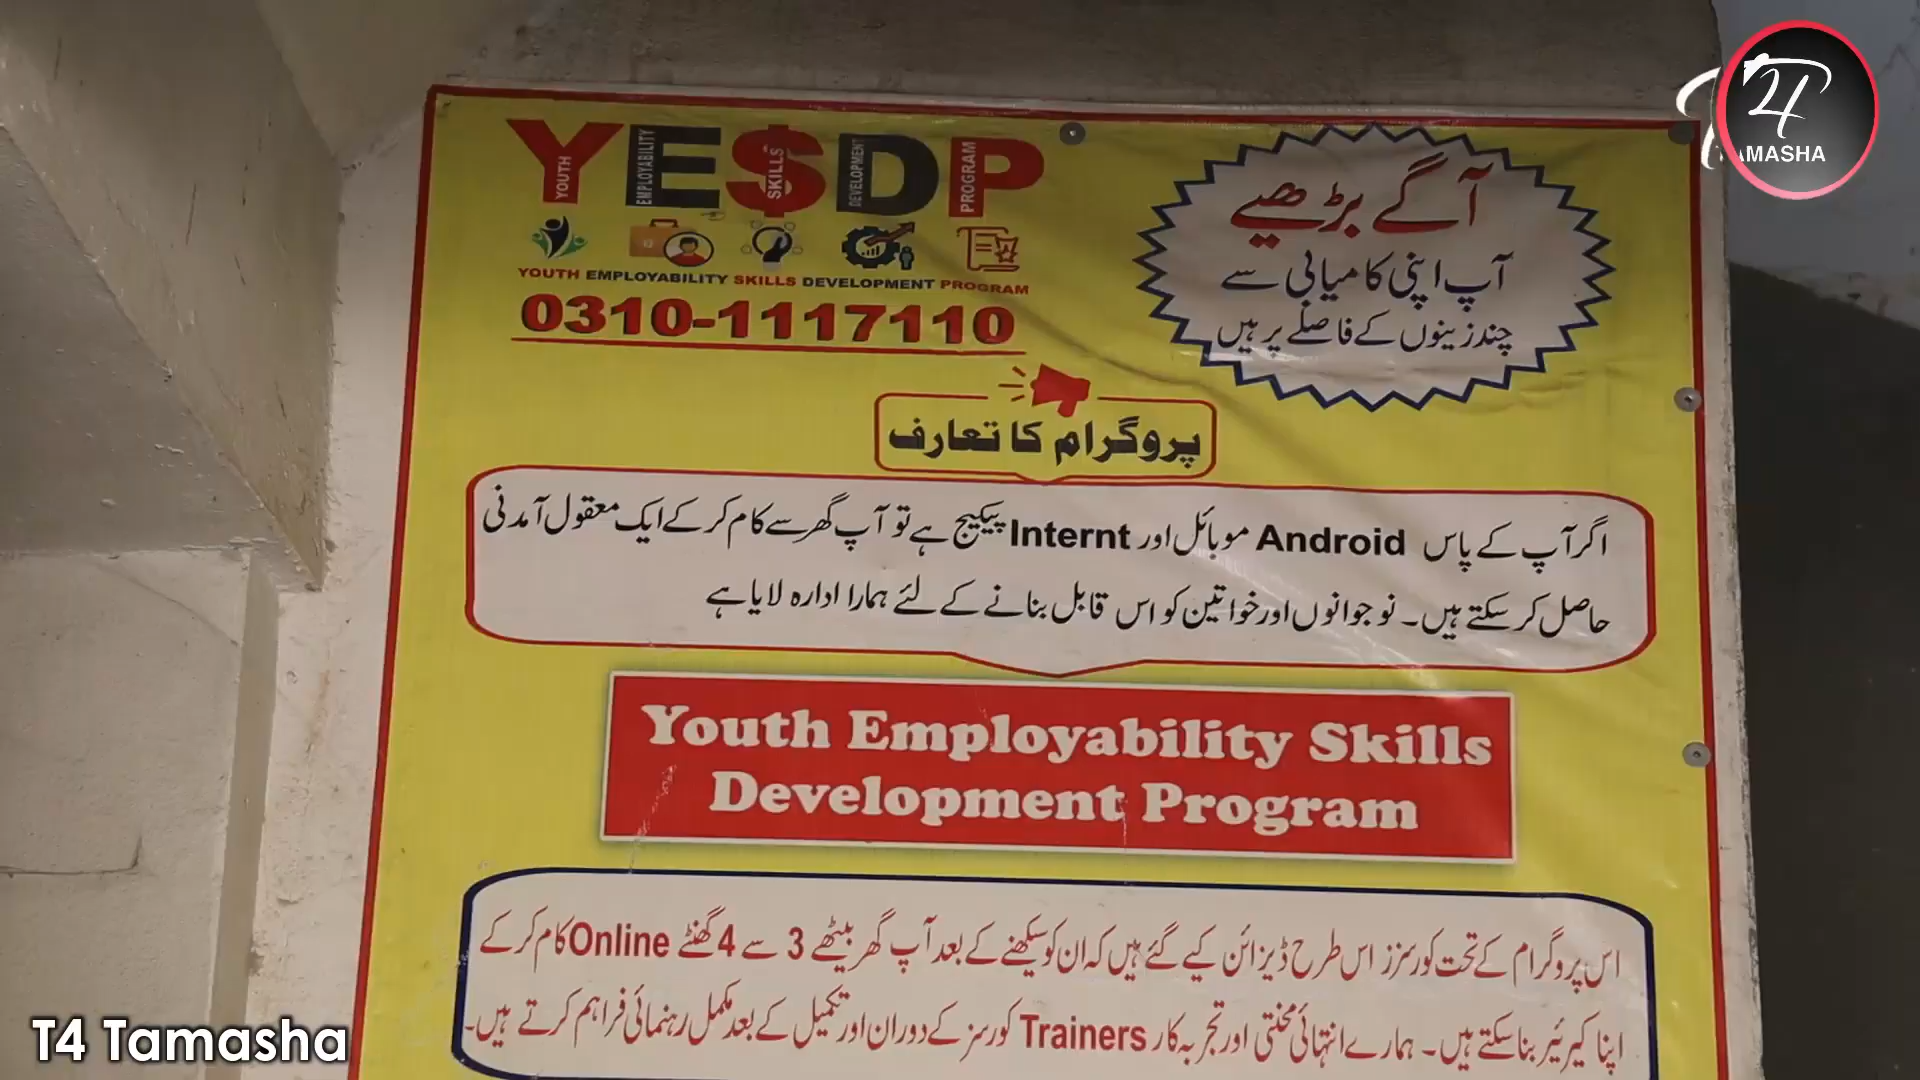 YESDP
YOUTH
EMPLOYABILITY
SKILLS
DEVELOPMENT
PROGRAM
YOUTH EMPLOYABILITY SKILLS DEVELOPMENT PROGRAM
0310-1117110
آگے بڑھیے
آپ اپنی کامیابی سے
چند زینوں کے فاصلے پر ہیں
T4
TAMASHA
پروگرام کا تعارف
اگر آپ کے پاس Android موبائل اور Internt پیکیج ہے تو آپ گھر سے کام کر کے ایک معقول آمدنی
حاصل کر سکتے ہیں۔ نوجوانوں اور خواتین کو اس قابل بنانے کے لئے ہمارا ادارہ لایا ہے
Youth Employability Skills
Development Program
اس پروگرام کے تحت کورسزز اس طرح ڈیزائن کیے گئے ہیں کہ ان کو سیکھنے کے بعد آپ گھر بیٹھے 3 سے 4 گھنٹے Online کام کر کے
اپنا کیرئیر بنا سکتے ہیں۔ ہمارے انتہائی محنتی اور تجربہ کار Trainers کورسز کے دوران اور تکمیل کے بعد مکمل رہنمائی فراہم کرتے ہیں۔
T4 Tamasha